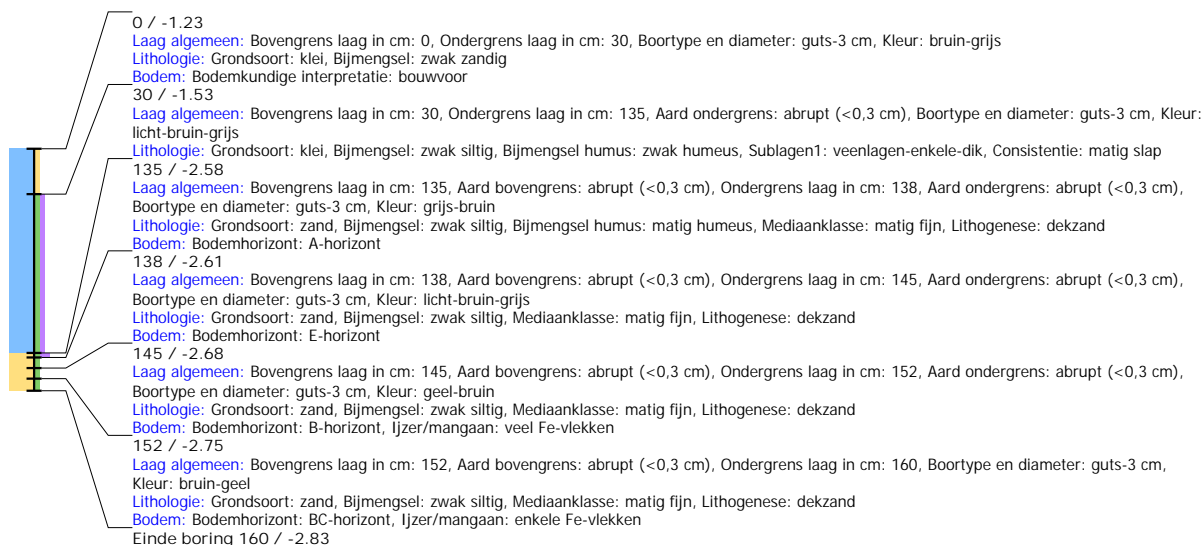 0 / -1.23
Laag algemeen: Bovengrens laag in cm: 0, Ondergrens laag in cm: 30, Boortype en diameter: guts-3 cm, Kleur: bruin-grijs
Lithologie: Grondsoort: klei, Bijmengsel: zwak zandig
Bodem: Bodemkundige interpretatie: bouwvoor
30 / -1.53
Laag algemeen: Bovengrens laag in cm: 30, Ondergrens laag in cm: 135, Aard ondergrens: abrupt (<0,3 cm), Boortype en diameter: guts-3 cm, Kleur:
licht-bruin-grijs
Lithologie: Grondsoort: klei, Bijmengsel: zwak siltig, Bijmengsel humus: zwak humeus, Sublagen1: veenlagen-enkele-dik, Consistentie: matig slap
135 / -2.58
Laag algemeen: Bovengrens laag in cm: 135, Aard bovengrens: abrupt (<0,3 cm), Ondergrens laag in cm: 138, Aard ondergrens: abrupt (<0,3 cm),
Boortype en diameter: guts-3 cm, Kleur: grijs-bruin
Lithologie: Grondsoort: zand, Bijmengsel: zwak siltig, Bijmengsel humus: matig humeus, Mediaanklasse: matig fijn, Lithogenese: dekzand
Bodem: Bodemhorizont: A-horizont
138 / -2.61
Laag algemeen: Bovengrens laag in cm: 138, Aard bovengrens: abrupt (<0,3 cm), Ondergrens laag in cm: 145, Aard ondergrens: abrupt (<0,3 cm),
Boortype en diameter: guts-3 cm, Kleur: licht-bruin-grijs
Lithologie: Grondsoort: zand, Bijmengsel: zwak siltig, Mediaanklasse: matig fijn, Lithogenese: dekzand
Bodem: Bodemhorizont: E-horizont
145 / -2.68
Laag algemeen: Bovengrens laag in cm: 145, Aard bovengrens: abrupt (<0,3 cm), Ondergrens laag in cm: 152, Aard ondergrens: abrupt (<0,3 cm),
Boortype en diameter: guts-3 cm, Kleur: geel-bruin
Lithologie: Grondsoort: zand, Bijmengsel: zwak siltig, Mediaanklasse: matig fijn, Lithogenese: dekzand
Bodem: Bodemhorizont: B-horizont, Ijzer/mangaan: veel Fe-vlekken
152 / -2.75
Laag algemeen: Bovengrens laag in cm: 152, Aard bovengrens: abrupt (<0,3 cm), Ondergrens laag in cm: 160, Boortype en diameter: guts-3 cm,
Kleur: bruin-geel
Lithologie: Grondsoort: zand, Bijmengsel: zwak siltig, Mediaanklasse: matig fijn, Lithogenese: dekzand
Bodem: Bodemhorizont: BC-horizont, Ijzer/mangaan: enkele Fe-vlekken
Einde boring 160 / -2.83